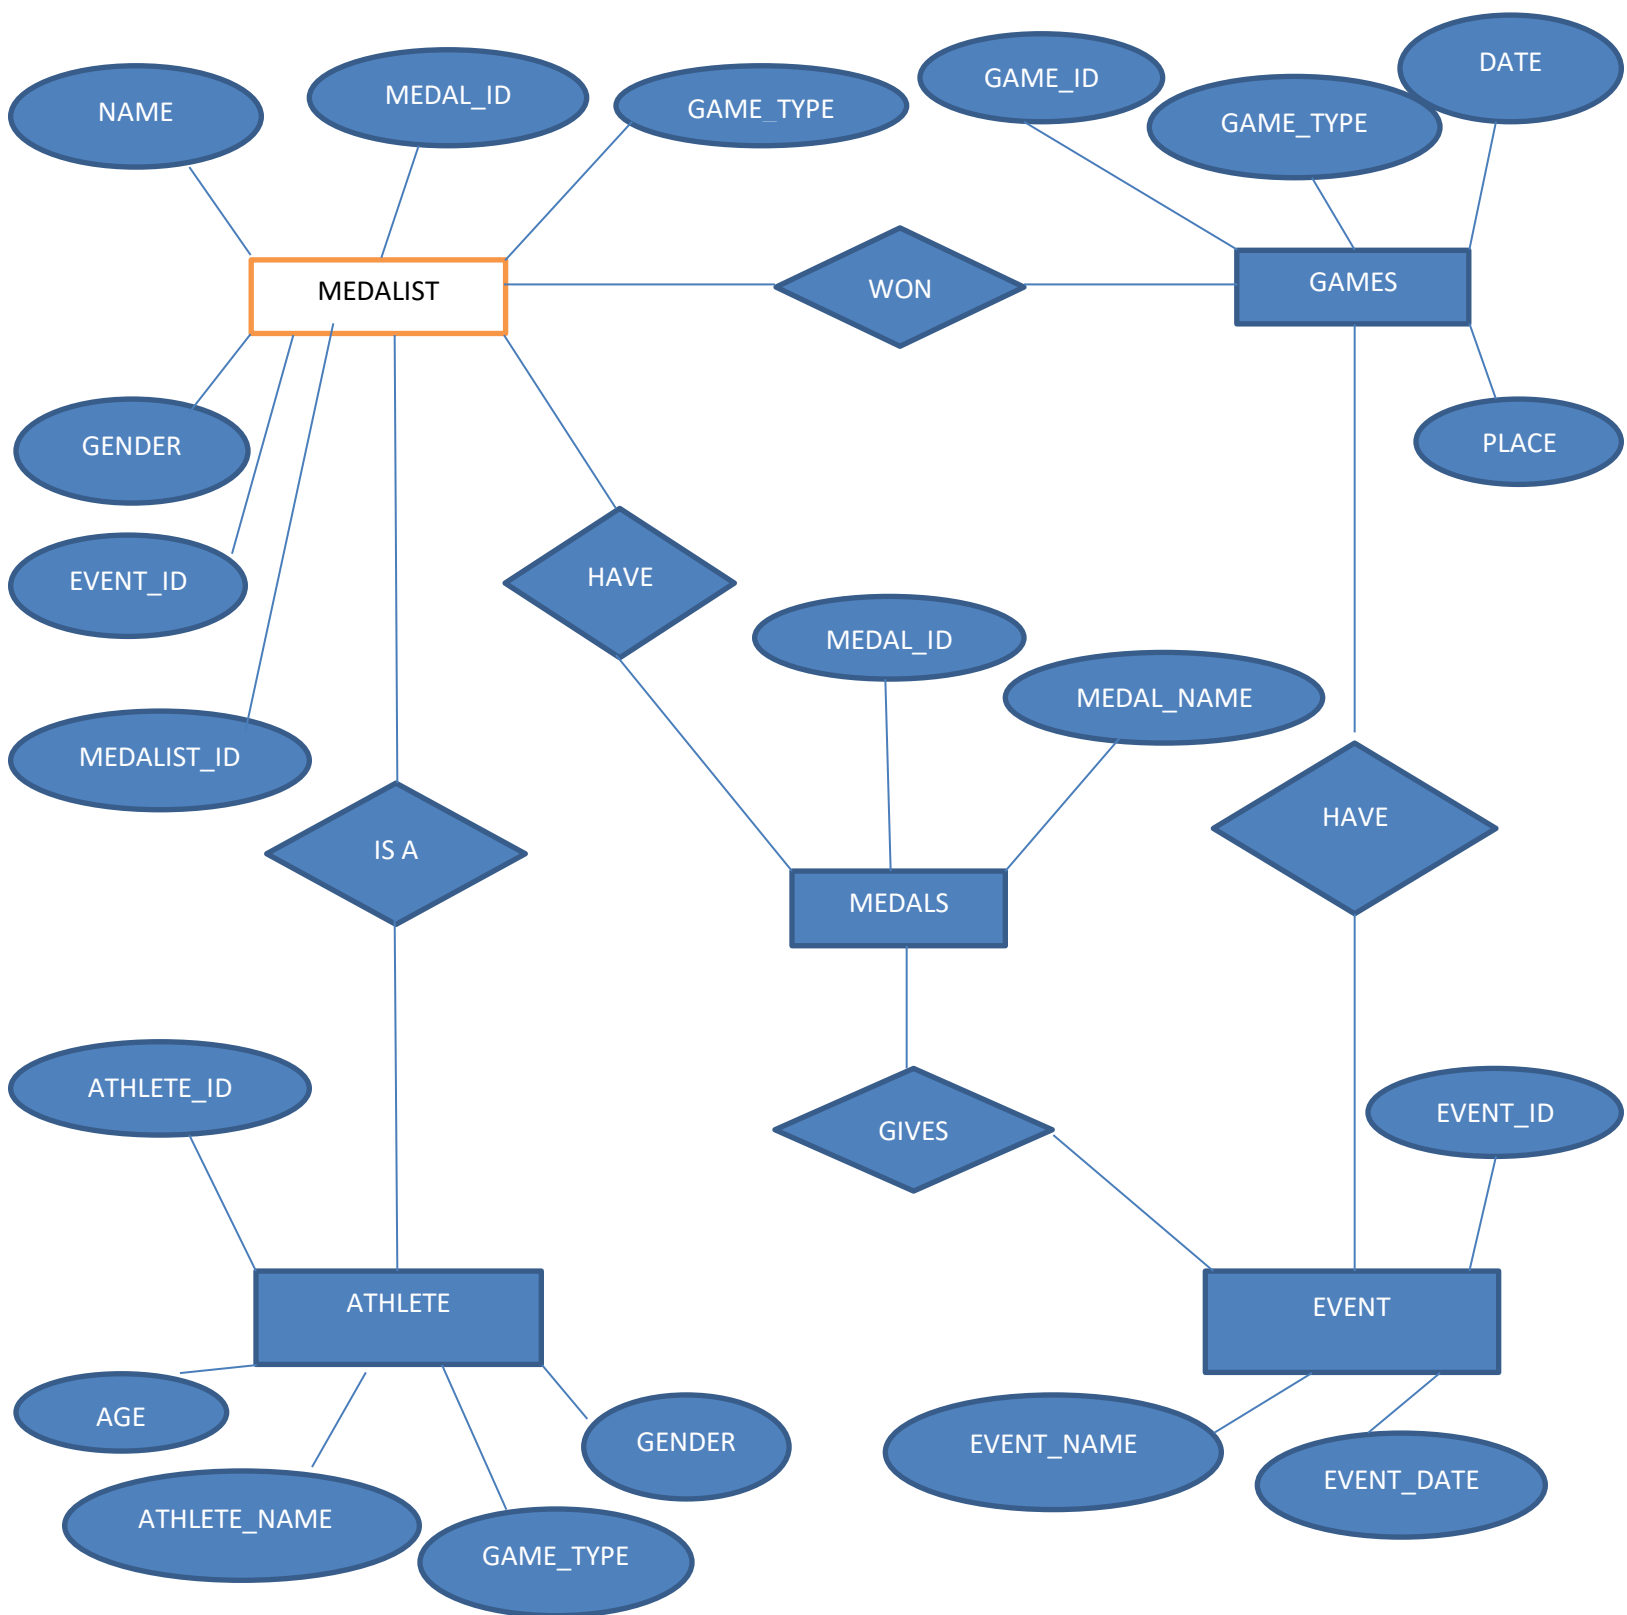 NAME
MEDAL_ID
GAME_TYPE
GAME_ID
GAME_TYPE
DATE
MEDALIST
WON
GAMES
GENDER
PLACE
EVENT_ID
HAVE
MEDAL_ID
MEDAL_NAME
MEDALIST_ID
HAVE
IS A
MEDALS
ATHLETE_ID
GIVES
EVENT_ID
ATHLETE
EVENT
AGE
GENDER
EVENT_NAME
EVENT_DATE
ATHLETE_NAME
GAME_TYPE